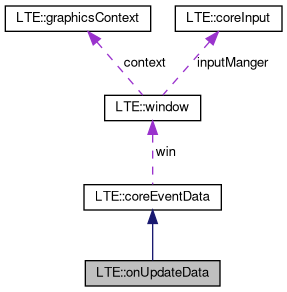 LTE::graphicsContext
LTE::coreInput
context
inputManger
LTE::window
win
LTE::coreEventData
LTE::onUpdateData